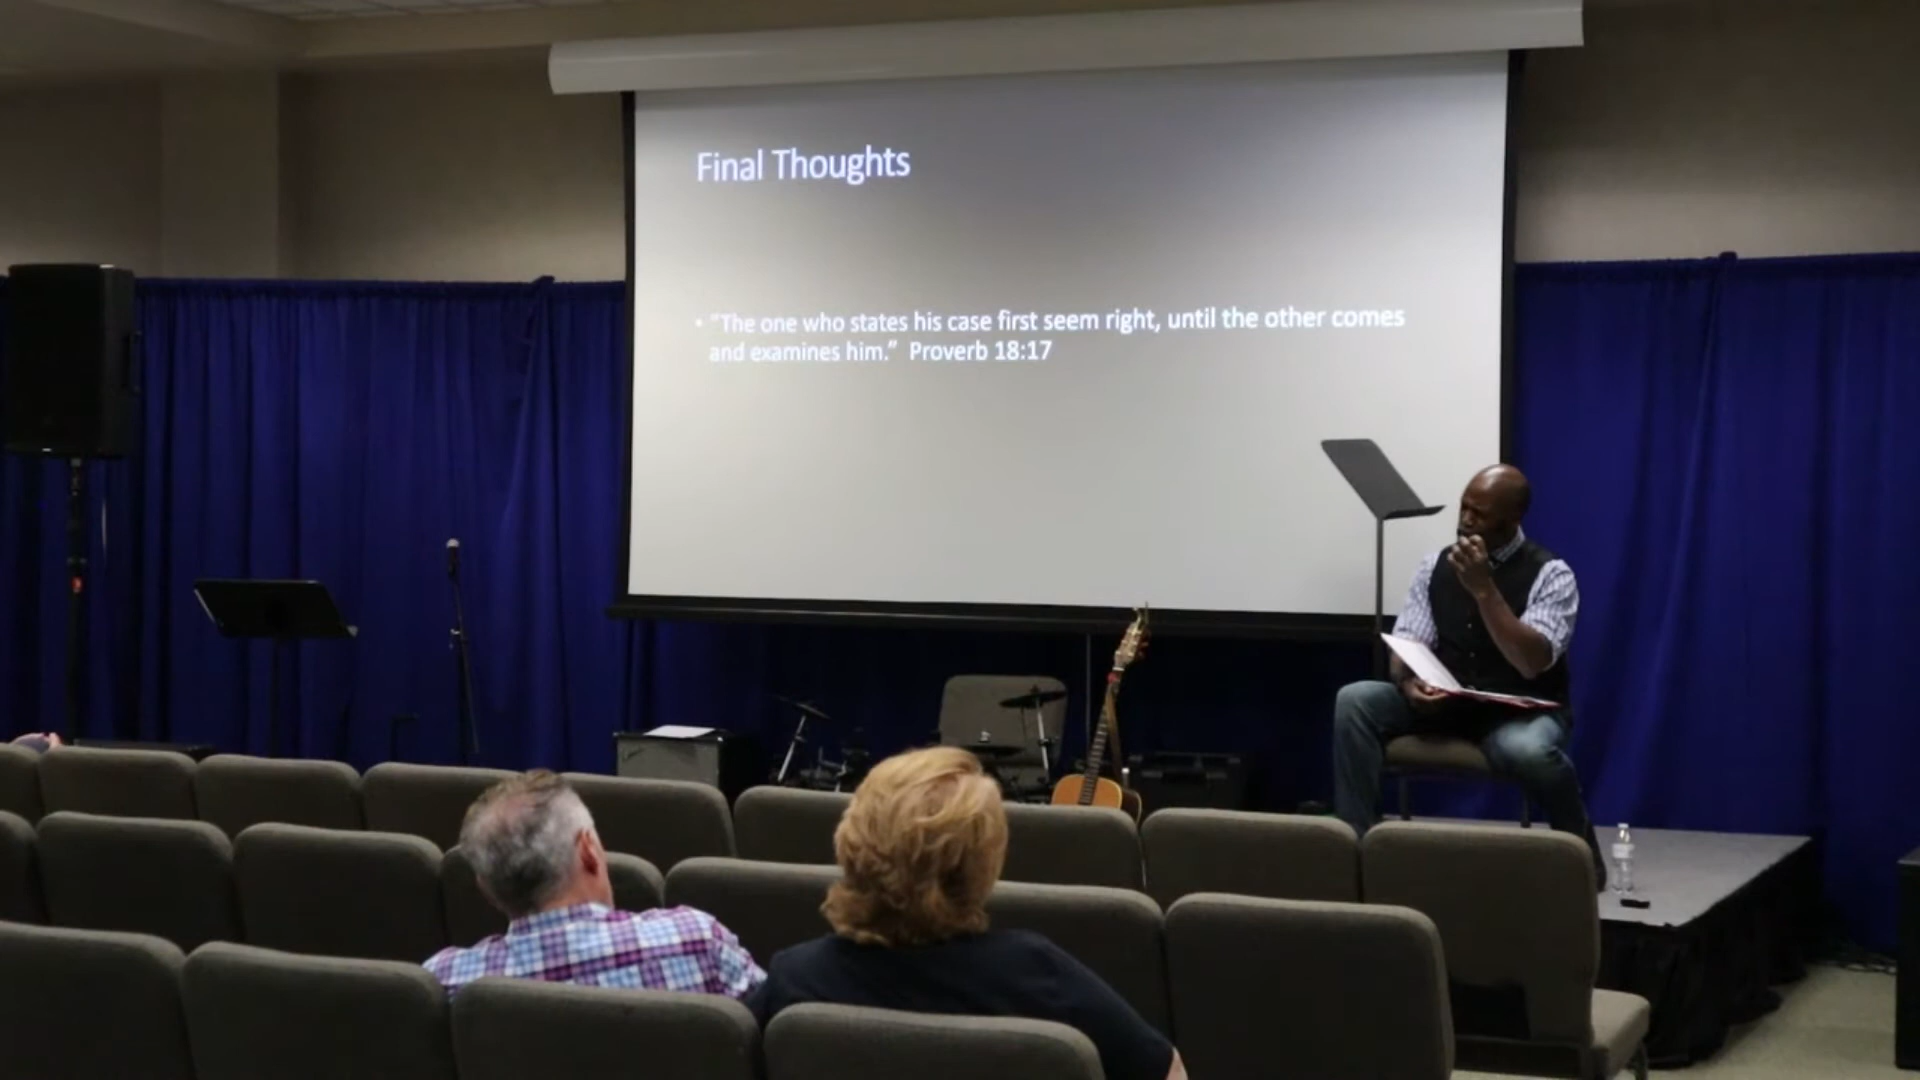 Final Thoughts
• "The one who states his case first seem right, until the other comes
and examines him." Proverb 18:17